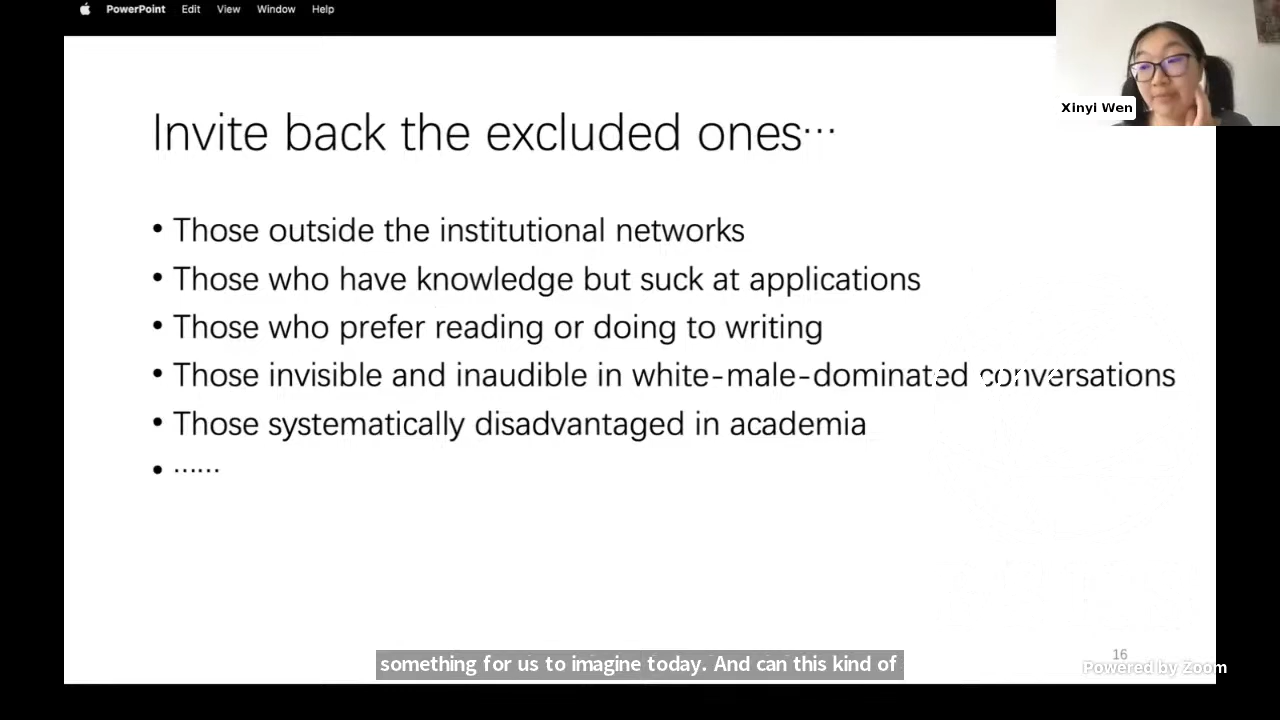 PowerPoint Edit View Window Help
Xinyi Wen
Invite back the excluded ones···
• Those outside the institutional networks
• Those who have knowledge but suck at applications
• Those who prefer reading or doing to writing
• Those invisible and inaudible in white-male-dominated conversations
• Those systematically disadvantaged in academia
• ······
something for us to imagine today. And can this kind of
16
Powered by Zoom